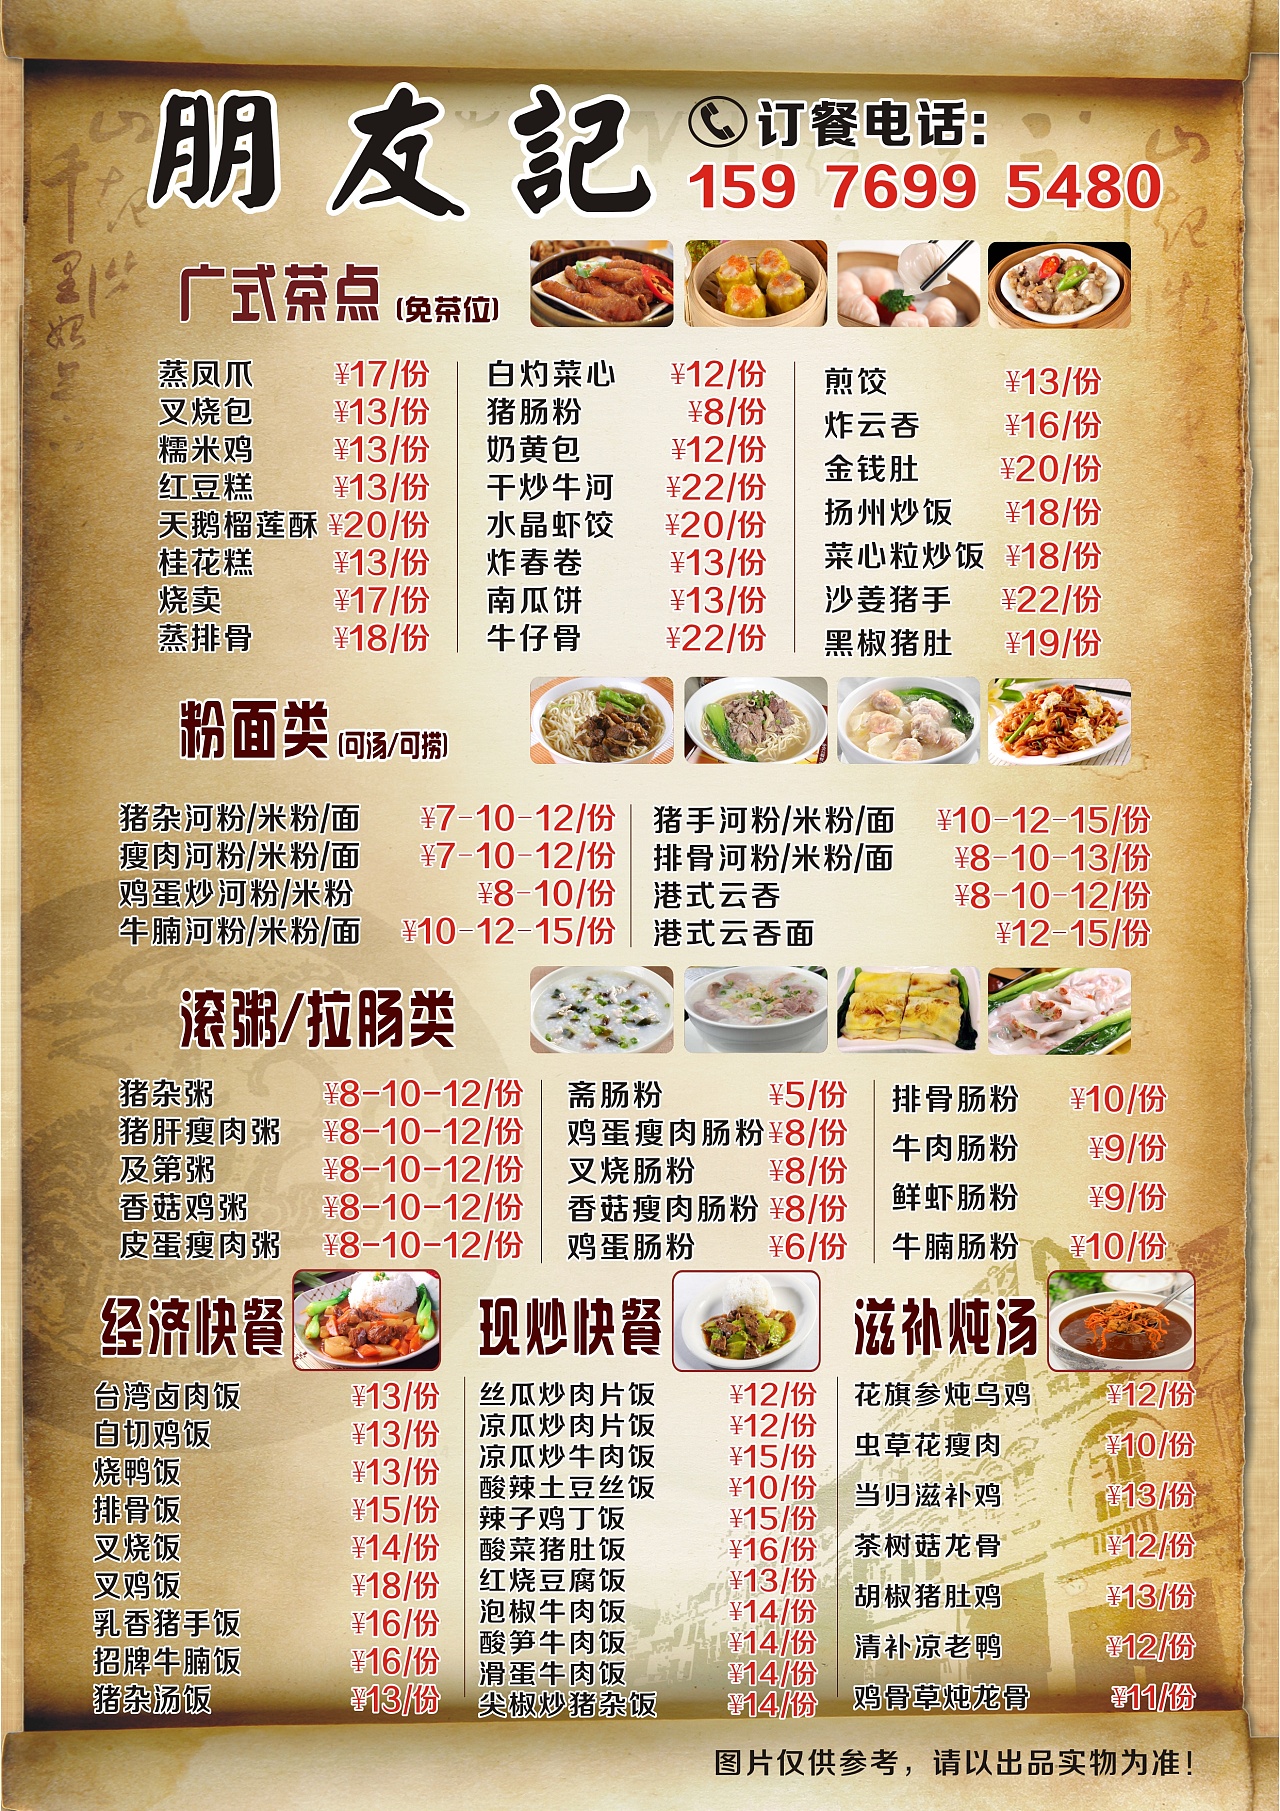 朋友記
订餐电话:
159 7699 5480
广式茶点(免茶位)
蒸凤爪 ¥17/份
叉烧包 ¥13/份
糯米鸡 ¥13/份
红豆糕 ¥13/份
天鹅榴莲酥 ¥20/份
桂花糕 ¥13/份
烧卖 ¥17/份
蒸排骨 ¥18/份
白灼菜心 ¥12/份
猪肠粉 ¥8/份
奶黄包 ¥12/份
干炒牛河 ¥22/份
水晶虾饺 ¥20/份
炸春卷 ¥13/份
南瓜饼 ¥13/份
牛仔骨 ¥22/份
煎饺 ¥13/份
炸云吞 ¥16/份
金钱肚 ¥20/份
扬州炒饭 ¥18/份
菜心粒炒饭 ¥18/份
沙姜猪手 ¥22/份
黑椒猪肚 ¥19/份
粉面类(可汤/可捞)
猪杂河粉/米粉/面 ¥7-10-12/份
瘦肉河粉/米粉/面 ¥7-10-12/份
鸡蛋炒河粉/米粉 ¥8-10/份
牛腩河粉/米粉/面 ¥10-12-15/份
猪手河粉/米粉/面 ¥10-12-15/份
排骨河粉/米粉/面 ¥8-10-13/份
港式云吞 ¥8-10-12/份
港式云吞面 ¥12-15/份
滚粥/拉肠类
猪杂粥 ¥8-10-12/份
猪肝瘦肉粥 ¥8-10-12/份
及第粥 ¥8-10-12/份
香菇鸡粥 ¥8-10-12/份
皮蛋瘦肉粥 ¥8-10-12/份
斋肠粉 ¥5/份
鸡蛋瘦肉肠粉 ¥8/份
叉烧肠粉 ¥8/份
香菇瘦肉肠粉 ¥8/份
鸡蛋肠粉 ¥6/份
排骨肠粉 ¥10/份
牛肉肠粉 ¥9/份
鲜虾肠粉 ¥9/份
牛腩肠粉 ¥10/份
经济快餐
台湾卤肉饭 ¥13/份
白切鸡饭 ¥13/份
烧鸭饭 ¥13/份
排骨饭 ¥15/份
叉烧饭 ¥14/份
叉鸡饭 ¥18/份
乳香猪手饭 ¥16/份
招牌牛腩饭 ¥16/份
猪杂汤饭 ¥13/份
现炒快餐
丝瓜炒肉片饭 ¥12/份
凉瓜炒肉片饭 ¥12/份
凉瓜炒牛肉饭 ¥15/份
酸辣土豆丝饭 ¥10/份
辣子鸡丁饭 ¥15/份
酸菜猪肚饭 ¥16/份
红烧豆腐饭 ¥13/份
泡椒牛肉饭 ¥14/份
酸笋牛肉饭 ¥14/份
滑蛋牛肉饭 ¥14/份
尖椒炒猪杂饭 ¥14/份
滋补炖汤
花旗参炖乌鸡 ¥12/份
虫草花瘦肉 ¥10/份
当归滋补鸡 ¥13/份
茶树菇龙骨 ¥12/份
胡椒猪肚鸡 ¥13/份
清补凉老鸭 ¥12/份
鸡骨草炖龙骨 ¥11/份
图片仅供参考，请以出品实物为准!